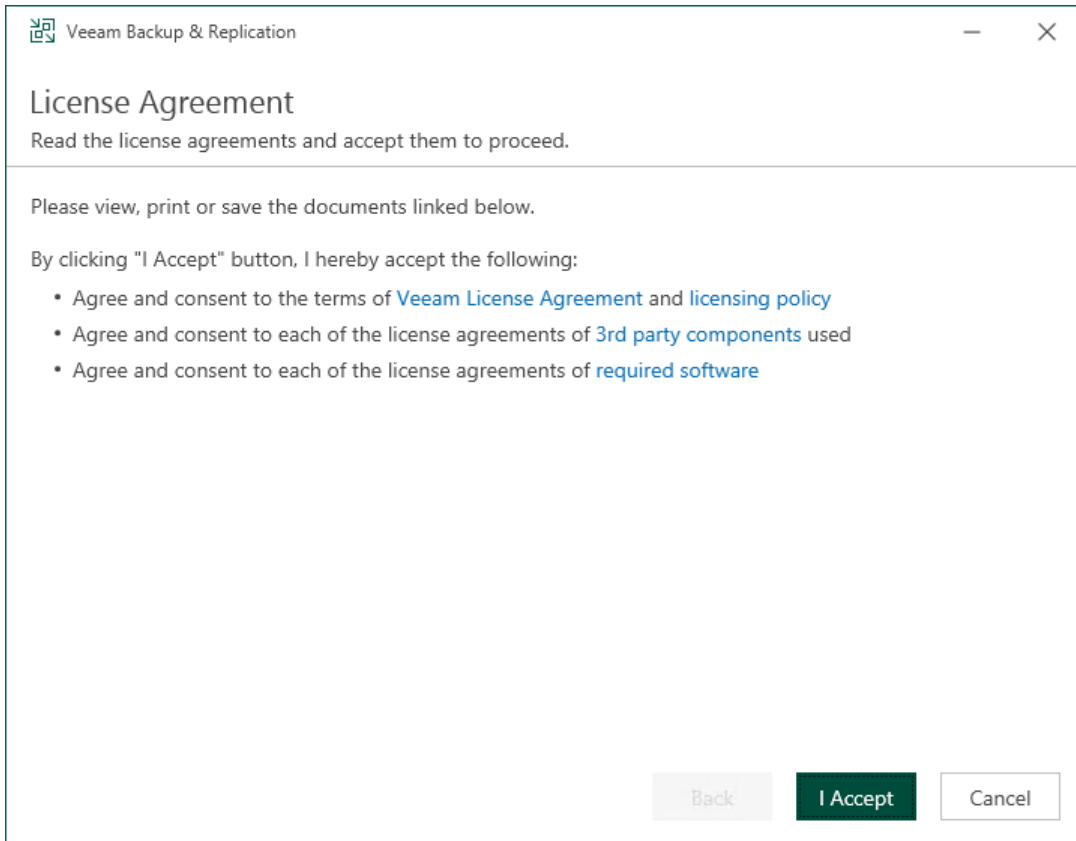 Veeam Backup & Replication
License Agreement
Read the license agreements and accept them to proceed.
Please view, print or save the documents linked below.
By clicking "I Accept" button, I hereby accept the following:
• Agree and consent to the terms of Veeam License Agreement and licensing policy
• Agree and consent to each of the license agreements of 3rd party components used
• Agree and consent to each of the license agreements of required software
Back I Accept Cancel